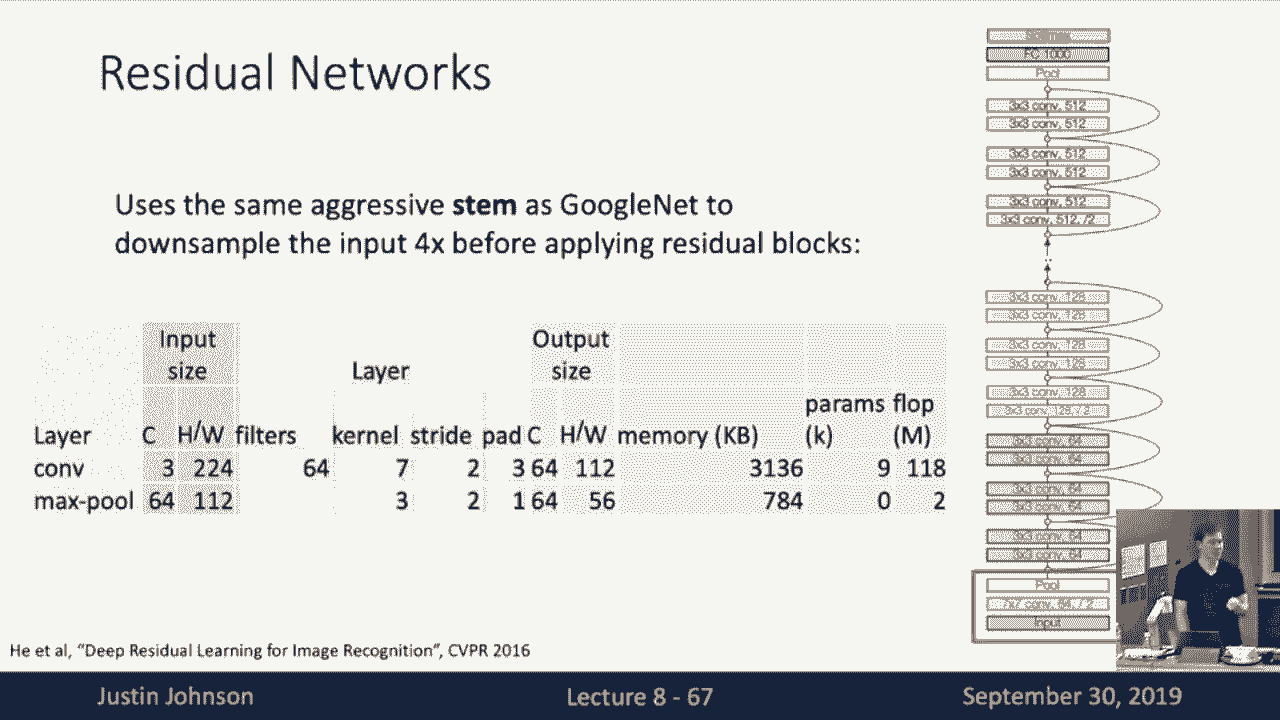 Residual Networks
Uses the same aggressive stem as GoogleNet to
downsample the input 4x before applying residual blocks:
Input size Layer Output size
Layer C H/W filters kernel stride pad C H/W memory (KB) params (k) flop (M)
conv 3 224 64 7 2 3 64 112 3136 9 118
max-pool 64 112 3 2 1 64 56 784 0 2
FC 1000
Pool
3x3 conv, 512
3x3 conv, 512
3x3 conv, 512
3x3 conv, 512
3x3 conv, 512
3x3 conv, 512, /2
..
3x3 conv, 128
3x3 conv, 128
3x3 conv, 128
3x3 conv, 128
3x3 conv, 128
3x3 conv, 128, / 2
3x3 conv, 64
3x3 conv, 64
3x3 conv, 64
3x3 conv, 64
3x3 conv, 64
3x3 conv, 64
Pool
7x7 conv, 64, / 2
Input
He et al, “Deep Residual Learning for Image Recognition”, CVPR 2016
Justin Johnson
Lecture 8 - 67
September 30, 2019